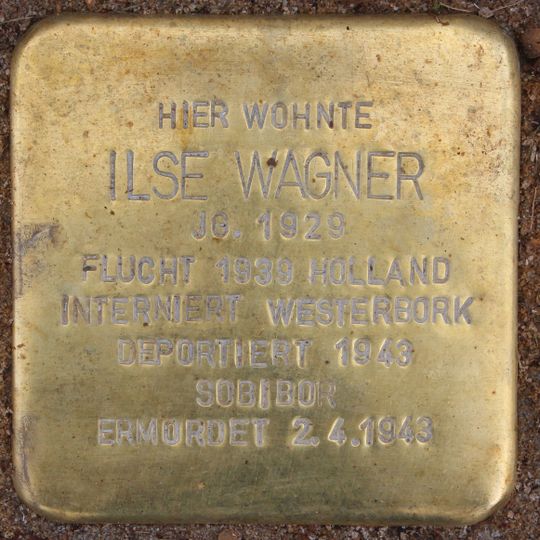 HIER WOHNTE
ILSE WAGNER
JG. 1929
FLUCHT 1939 HOLLAND
INTERNIERT WESTERBORK
DEPORTIERT 1943
SOBIBOR
ERMORDET 2.4.1943